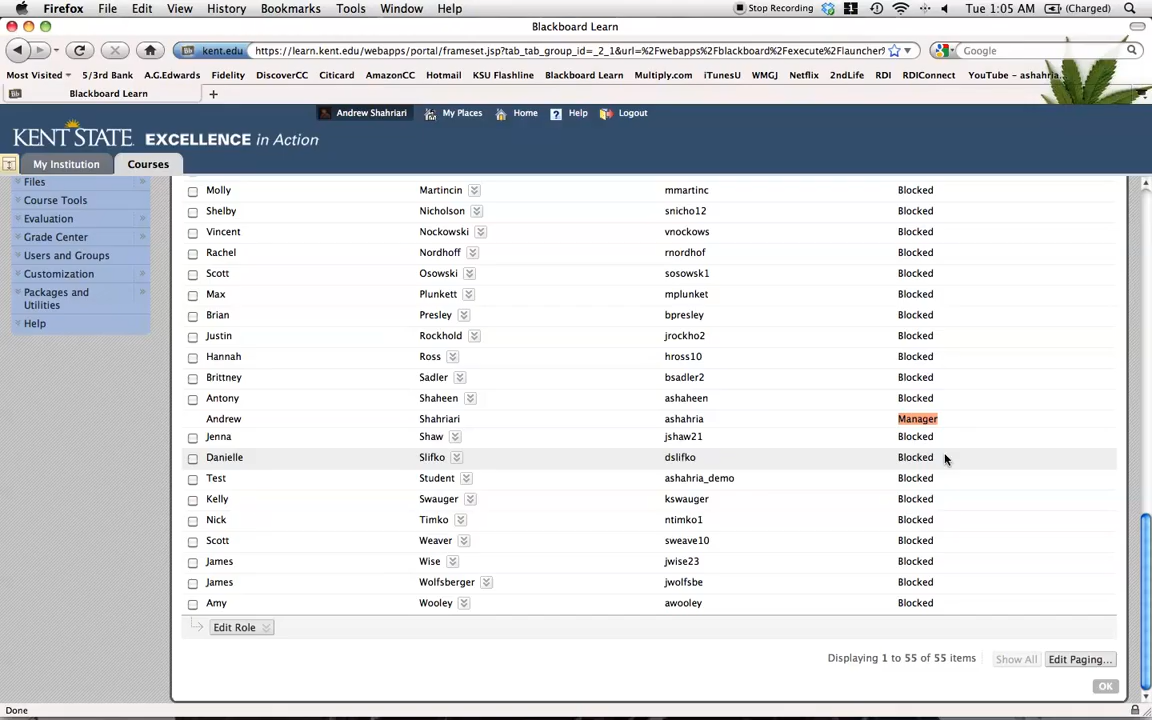 Firefox File Edit View History Bookmarks Tools Window Help Stop Recording Tue 1:05 AM (Charged)
Blackboard Learn
kent.edu https://learn.kent.edu/webapps/portal/frameset.jsp?tab_tab_group_id=_2_1&url=%2Fwebapps%2Fblackboard%2Fexecute%2Flauncher? Google
Most Visited 5/3rd Bank A.G.Edwards Fidelity DiscoverCC Citicard AmazonCC Hotmail KSU Flashline Blackboard Learn Multiply.com iTunesU WMGJ Netflix 2ndLife RDI RDIConnect YouTube - ashahria...
Blackboard Learn +
Andrew Shahriari My Places Home ? Help Logout
KENT STATE. EXCELLENCE in Action
My Institution Courses
Files
Course Tools
Evaluation
Grade Center
Users and Groups
Customization
Packages and
Utilities
Help
Molly Martincin mmartinc Blocked
Shelby Nicholson snicho12 Blocked
Vincent Nockowski vnockows Blocked
Rachel Nordhoff rnordhof Blocked
Scott Osowski sosowsk1 Blocked
Max Plunkett mplunket Blocked
Brian Presley bpresley Blocked
Justin Rockhold jrockho2 Blocked
Hannah Ross hross10 Blocked
Brittney Sadler bsadler2 Blocked
Antony Shaheen ashaheen Blocked
Andrew Shahriari ashahria Manager
Jenna Shaw jshaw21 Blocked
Danielle Slifko dslifko Blocked
Test Student ashahria_demo Blocked
Kelly Swauger kswauger Blocked
Nick Timko ntimko1 Blocked
Scott Weaver sweave10 Blocked
James Wise jwise23 Blocked
James Wolfsberger jwolfsbe Blocked
Amy Wooley awooley Blocked
Edit Role
Displaying 1 to 55 of 55 items Show All Edit Paging...
OK
Done